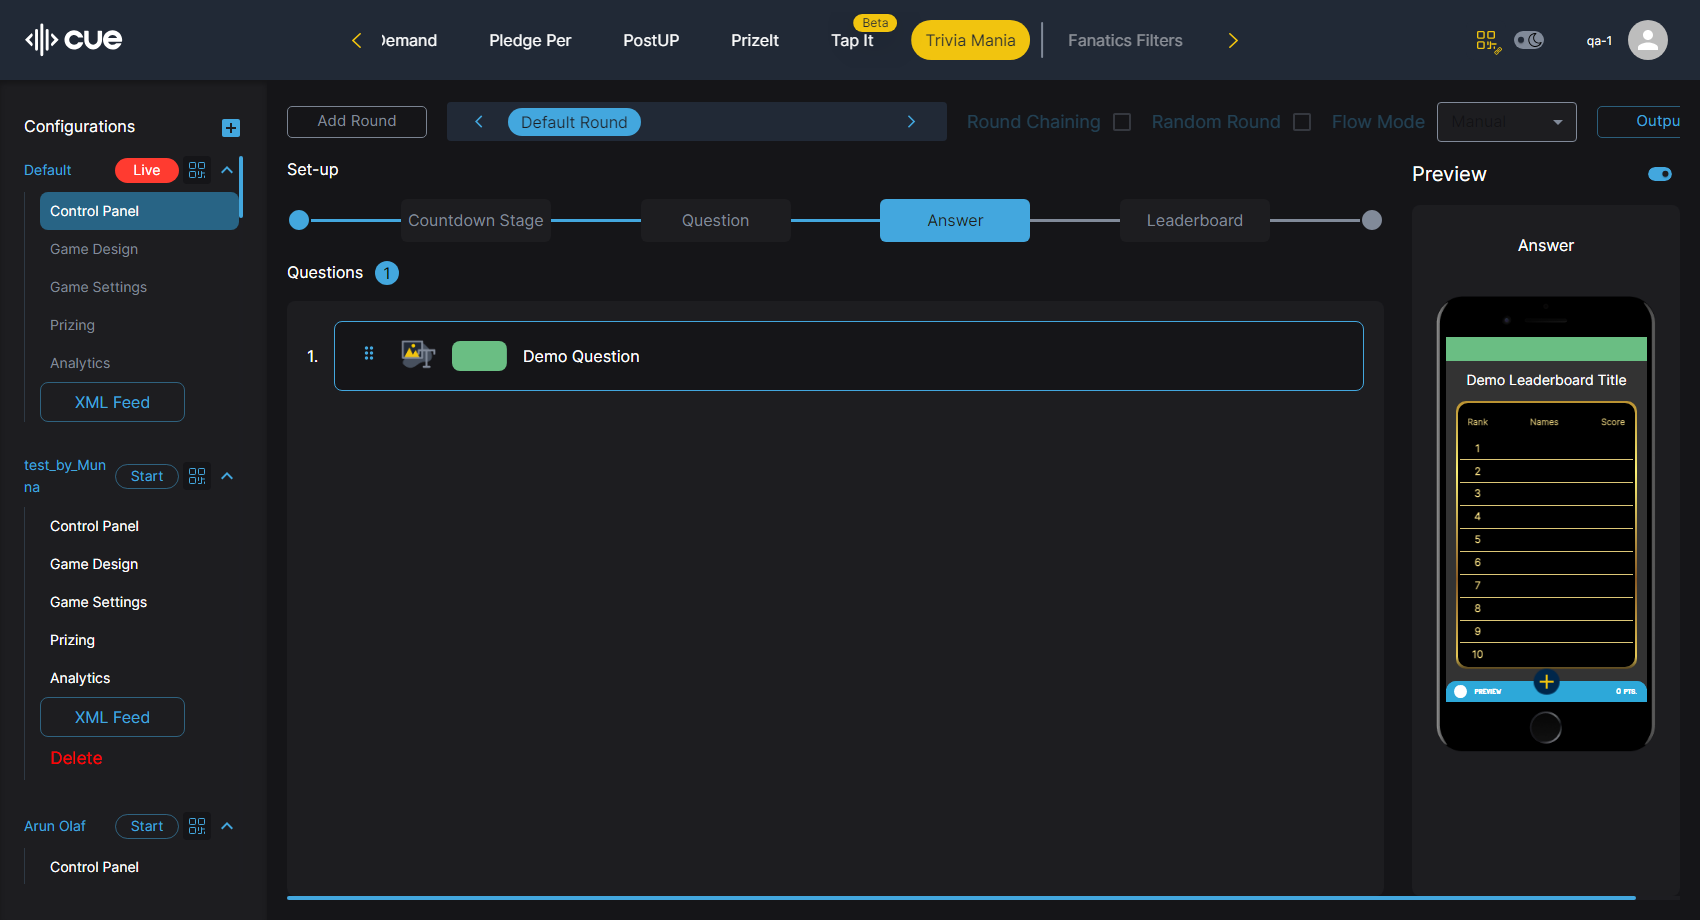 cue
Demand
Pledge Per
PostUP
PrizeIt
Tap It
Beta
Trivia Mania
Fanatics Filters
qa-1
Configurations
Default
Live
Control Panel
Game Design
Game Settings
Prizing
Analytics
XML Feed
test_by_Mun
na
Start
Control Panel
Game Design
Game Settings
Prizing
Analytics
XML Feed
Delete
Arun Olaf
Start
Control Panel
Add Round
Default Round
Round Chaining
Random Round
Flow Mode
Manual
Outpu
Set-up
Countdown Stage
Question
Answer
Leaderboard
Questions 1
1.
Demo Question
Preview
Answer
Demo Leaderboard Title
Rank Names Score
1
2
3
4
5
6
7
8
9
10
PREVIEW
0 PTS.